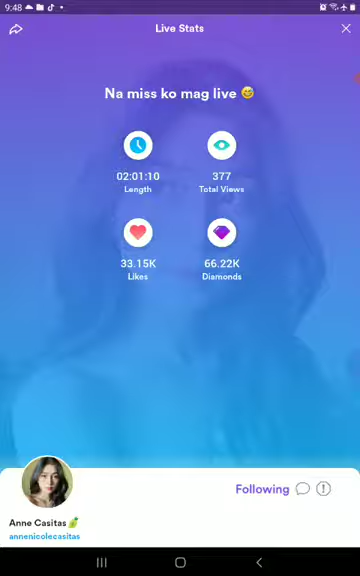 9:48
Live Stats
Na miss ko mag live 😅
02:01:10
Length
377
Total Views
33.15K
Likes
66.22K
Diamonds
Following
Anne Casitas
annenicolecasitas